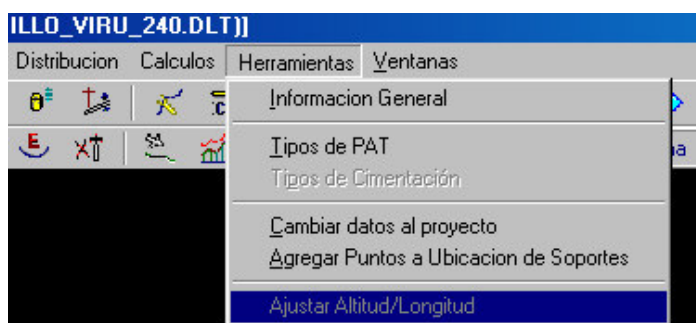 ILLO_VIRU_240.DLT)]
Distribucion Calculos Herramientas Ventanas
Informacion General
Tipos de PAT
Tipos de Cimentación
Cambiar datos al proyecto
Agregar Puntos a Ubicacion de Soportes
Ajustar Altitud/Longitud